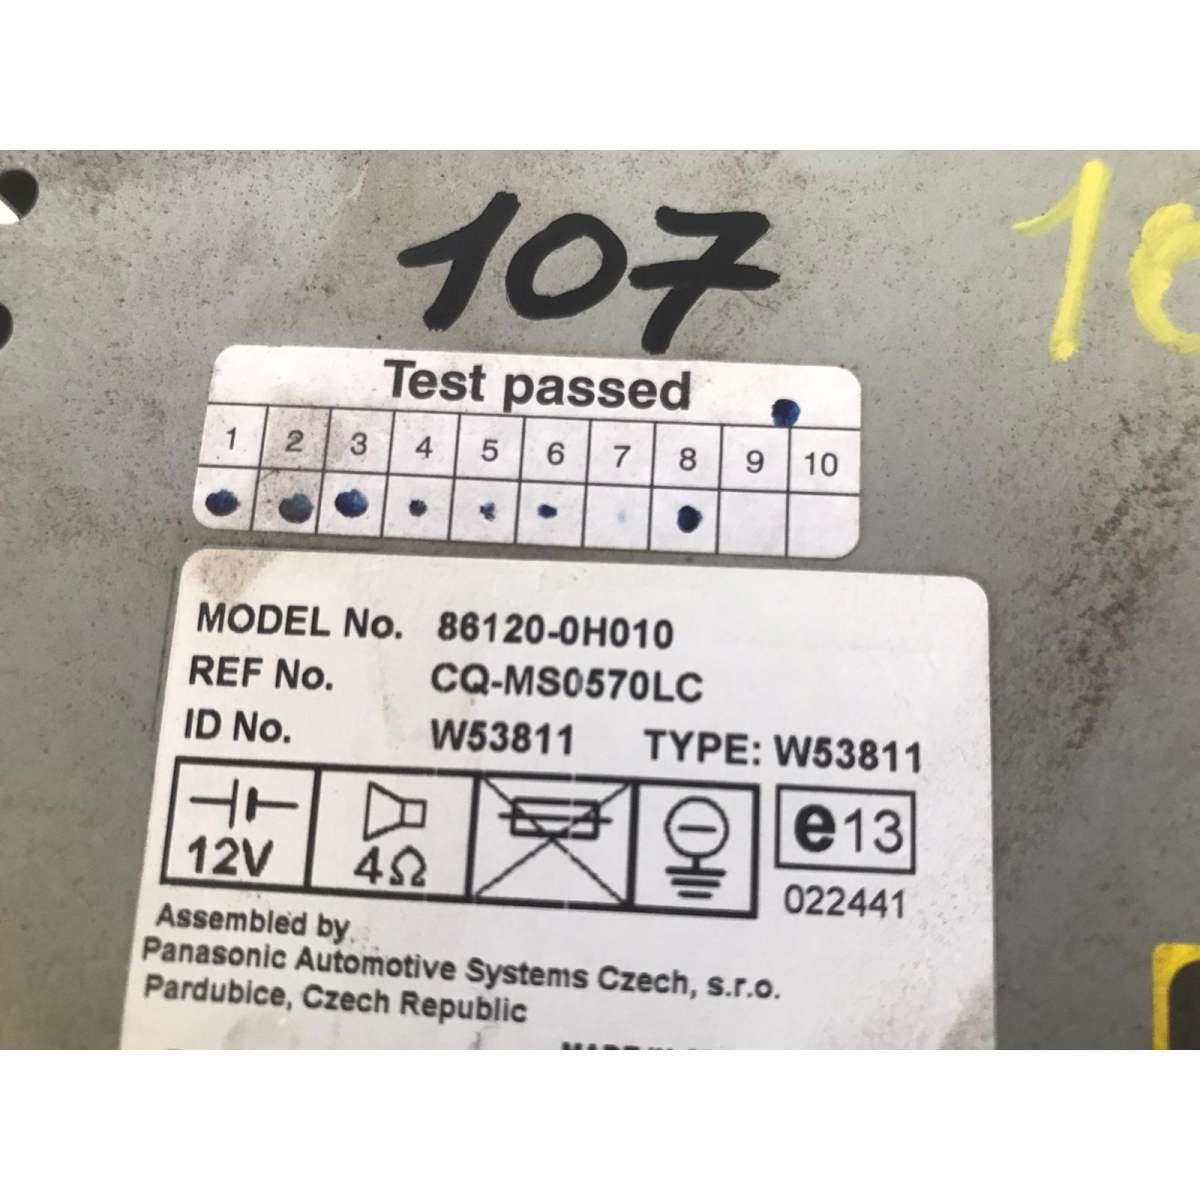 107
10
Test passed
1 2 3 4 5 6 7 8 9 10
MODEL No. 86120-0H010
REF No. CQ-MS0570LC
ID No. W53811 TYPE: W53811
12V 4Ω e13
022441
Assembled by
Panasonic Automotive Systems Czech, s.r.o.
Pardubice, Czech Republic